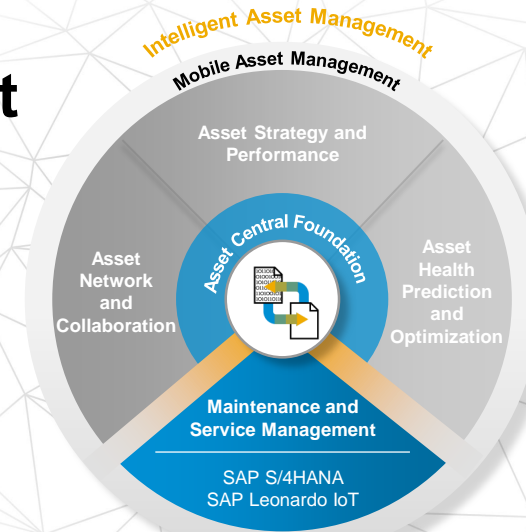 Intelligent Asset Management
Mobile Asset Management
t
Asset Strategy and
Performance
Asset Central Foundation
Asset
Network
and
Collaboration
Asset
Health
Prediction
and
Optimization
Maintenance and
Service Management
SAP S/4HANA
SAP Leonardo IoT